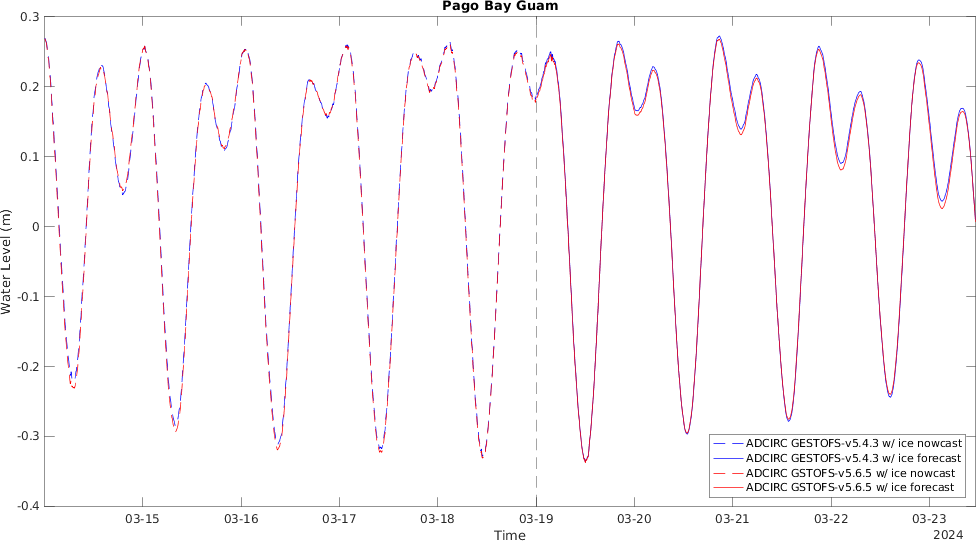 Pago Bay Guam
0.3
0.2
0.1
0
-0.1
-0.2
-0.3
-0.4
Water Level (m)
03-15
03-16
03-17
03-18
03-19
03-20
03-21
03-22
03-23
Time
2024
ADCIRC GESTOFS-v5.4.3 w/ ice nowcast
ADCIRC GESTOFS-v5.4.3 w/ ice forecast
ADCIRC GSTOFS-v5.6.5 w/ ice nowcast
ADCIRC GSTOFS-v5.6.5 w/ ice forecast